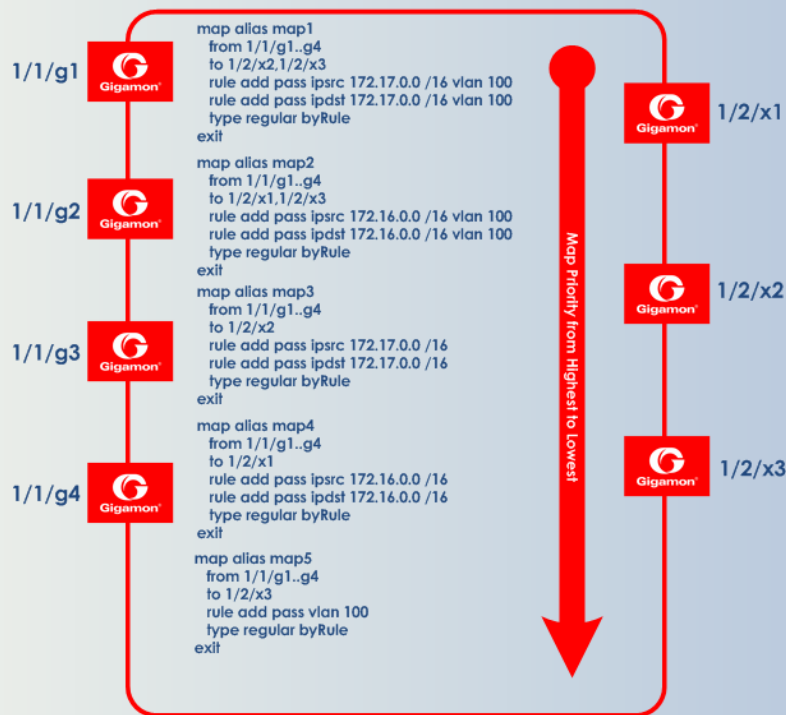 1/1/g1
Gigamon®
1/1/g2
Gigamon®
1/1/g3
Gigamon®
1/1/g4
Gigamon®
map alias map1
from 1/1/g1..g4
to 1/2/x2,1/2/x3
rule add pass ipsrc 172.17.0.0 /16 vlan 100
rule add pass ipdst 172.17.0.0 /16 vlan 100
type regular byRule
exit
map alias map2
from 1/1/g1..g4
to 1/2/x1,1/2/x3
rule add pass ipsrc 172.16.0.0 /16 vlan 100
rule add pass ipdst 172.16.0.0 /16 vlan 100
type regular byRule
exit
map alias map3
from 1/1/g1..g4
to 1/2/x2
rule add pass ipsrc 172.17.0.0 /16
rule add pass ipdst 172.17.0.0 /16
type regular byRule
exit
map alias map4
from 1/1/g1..g4
to 1/2/x1
rule add pass ipsrc 172.16.0.0 /16
rule add pass ipdst 172.16.0.0 /16
type regular byRule
exit
map alias map5
from 1/1/g1..g4
to 1/2/x3
rule add pass vlan 100
type regular byRule
exit
Map Priority from Highest to Lowest
Gigamon®
1/2/x1
Gigamon®
1/2/x2
Gigamon®
1/2/x3